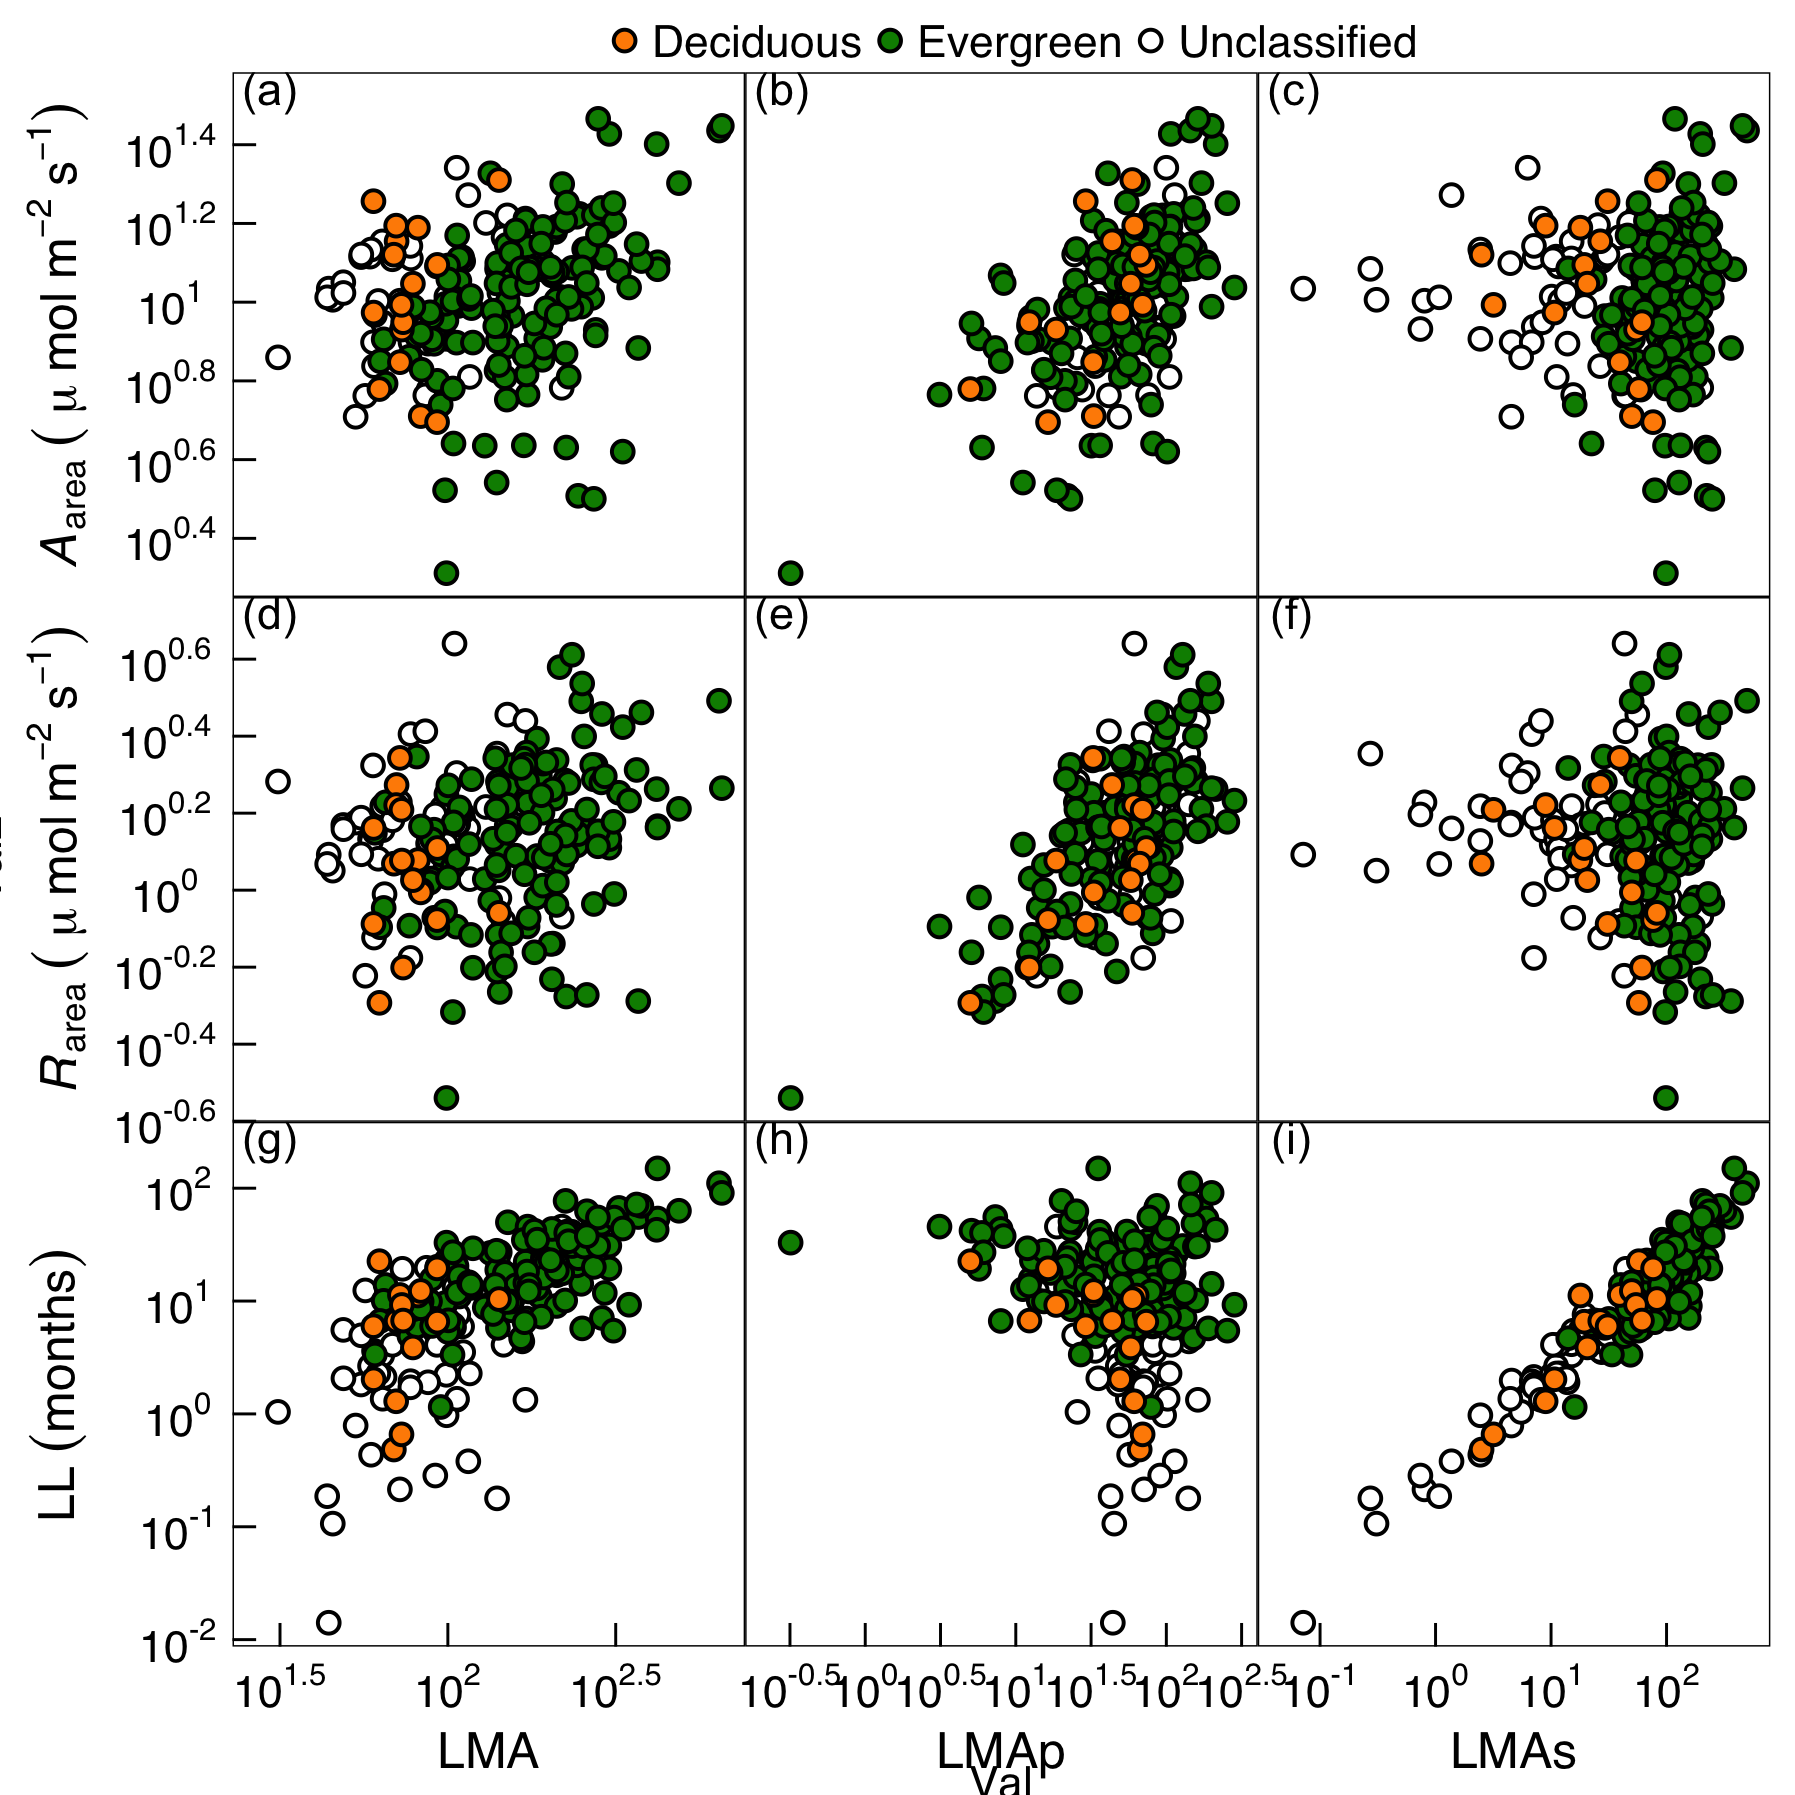 Deciduous Evergreen Unclassified
(a) (b) (c)
A_area ( μ mol m^−2 s^−1)
10^1.4
10^1.2
10^1
10^0.8
10^0.6
10^0.4
(d) (e) (f)
R_area ( μ mol m^−2 s^−1)
10^0.6
10^0.4
10^0.2
10^0
10^-0.2
10^-0.4
10^-0.6
(g) (h) (i)
LL (months)
10^2
10^1
10^0
10^-1
10^-2
10^1.5 10^2 10^2.5 10^-0.5 10^0 10^0.5 10^1 10^1.5 10^2 10^2.5 10^-1 10^0 10^1 10^2
LMA LMAp LMAs
Val